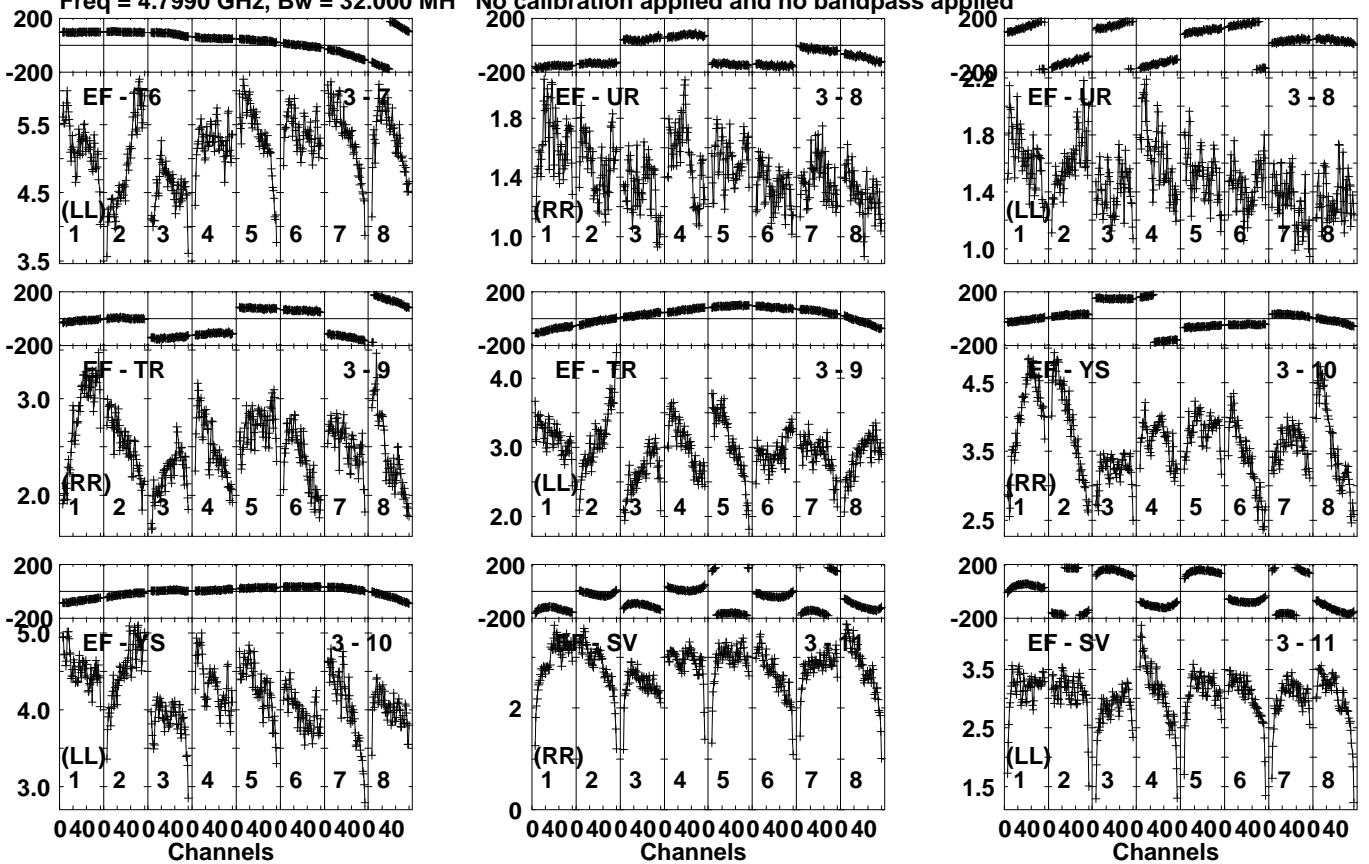 Freq = 4.7990 GHz, Bw = 32.000 MH No calibration applied and no bandpass applied
200
-200
EF - T6 3 - 7
5.5
4.5
3.5
(LL)
1 2 3 4 5 6 7 8
200
-200
EF - UR 3 - 8
1.8
1.4
1.0
(RR)
1 2 3 4 5 6 7 8
200
-200
2.2
EF - UR 3 - 8
1.8
1.4
1.0
(LL)
1 2 3 4 5 6 7 8
200
-200
EF - TR 3 - 9
3.0
2.0
(RR)
1 2 3 4 5 6 7 8
200
-200
EF - TR 3 - 9
4.0
3.0
2.0
(LL)
1 2 3 4 5 6 7 8
200
-200
EF - YS 3 - 10
4.5
3.5
2.5
(RR)
1 2 3 4 5 6 7 8
200
-200
5.0
EF - YS 3 - 10
4.0
3.0
(LL)
1 2 3 4 5 6 7 8
0 40 0 40 0 40 0 40 0 40 0 40 0 40 0 40
Channels
200
-200
EF - SV 3 - 11
2
0
(RR)
1 2 3 4 5 6 7 8
0 40 0 40 0 40 0 40 0 40 0 40 0 40 0 40
Channels
200
-200
EF - SV 3 - 11
3.5
2.5
1.5
(LL)
1 2 3 4 5 6 7 8
0 40 0 40 0 40 0 40 0 40 0 40 0 40 0 40
Channels